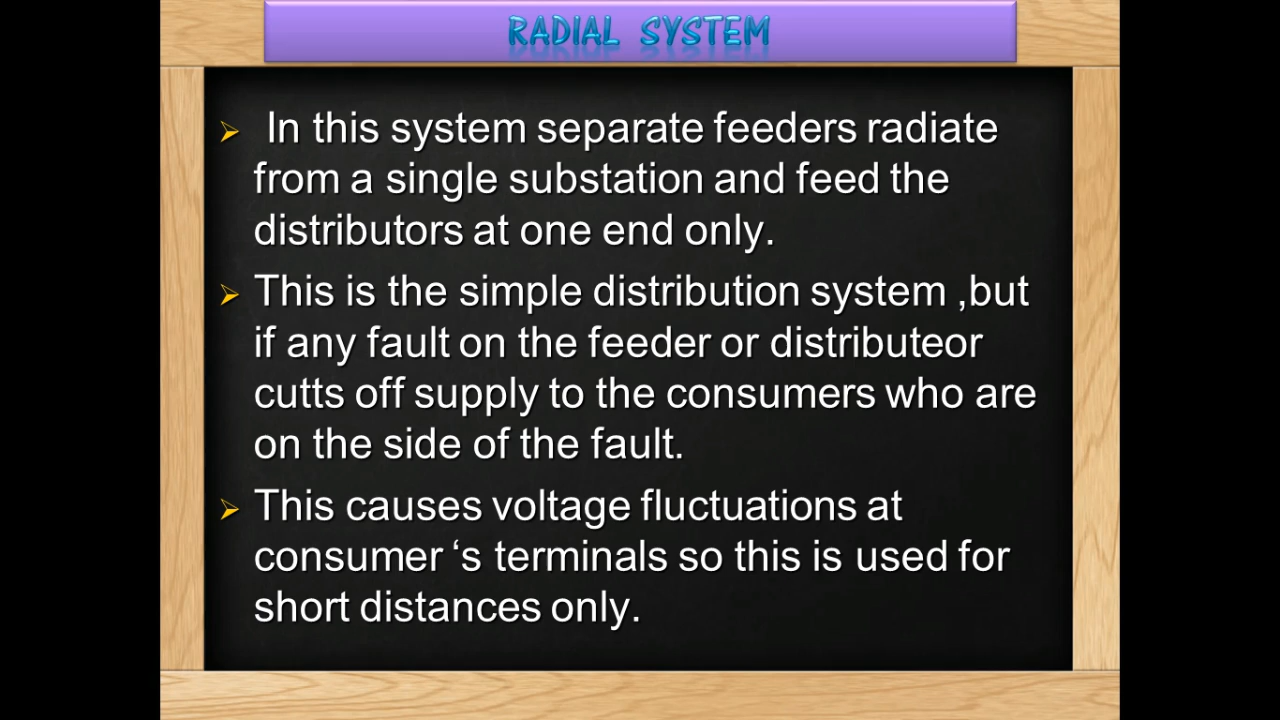 RADIAL SYSTEM
➢ In this system separate feeders radiate
from a single substation and feed the
distributors at one end only.
➢ This is the simple distribution system ,but
if any fault on the feeder or distributeor
cutts off supply to the consumers who are
on the side of the fault.
➢ This causes voltage fluctuations at
consumer ‘s terminals so this is used for
short distances only.